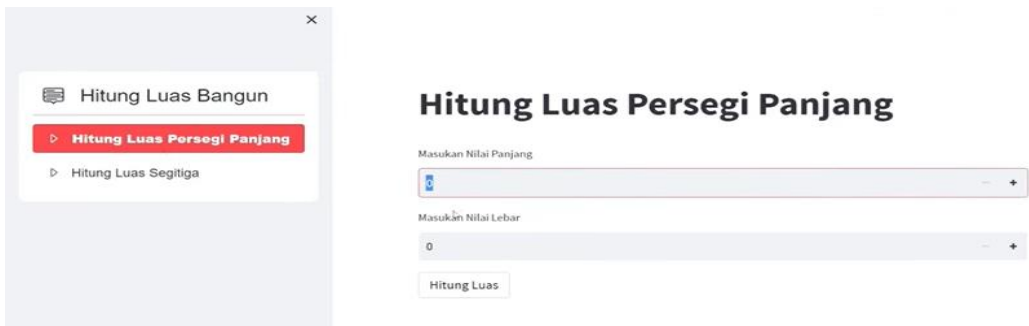 Hitung Luas Bangun
Hitung Luas Persegi Panjang
Hitung Luas Segitiga
Hitung Luas Persegi Panjang
Masukan Nilai Panjang
0
Masukan Nilai Lebar
0
Hitung Luas